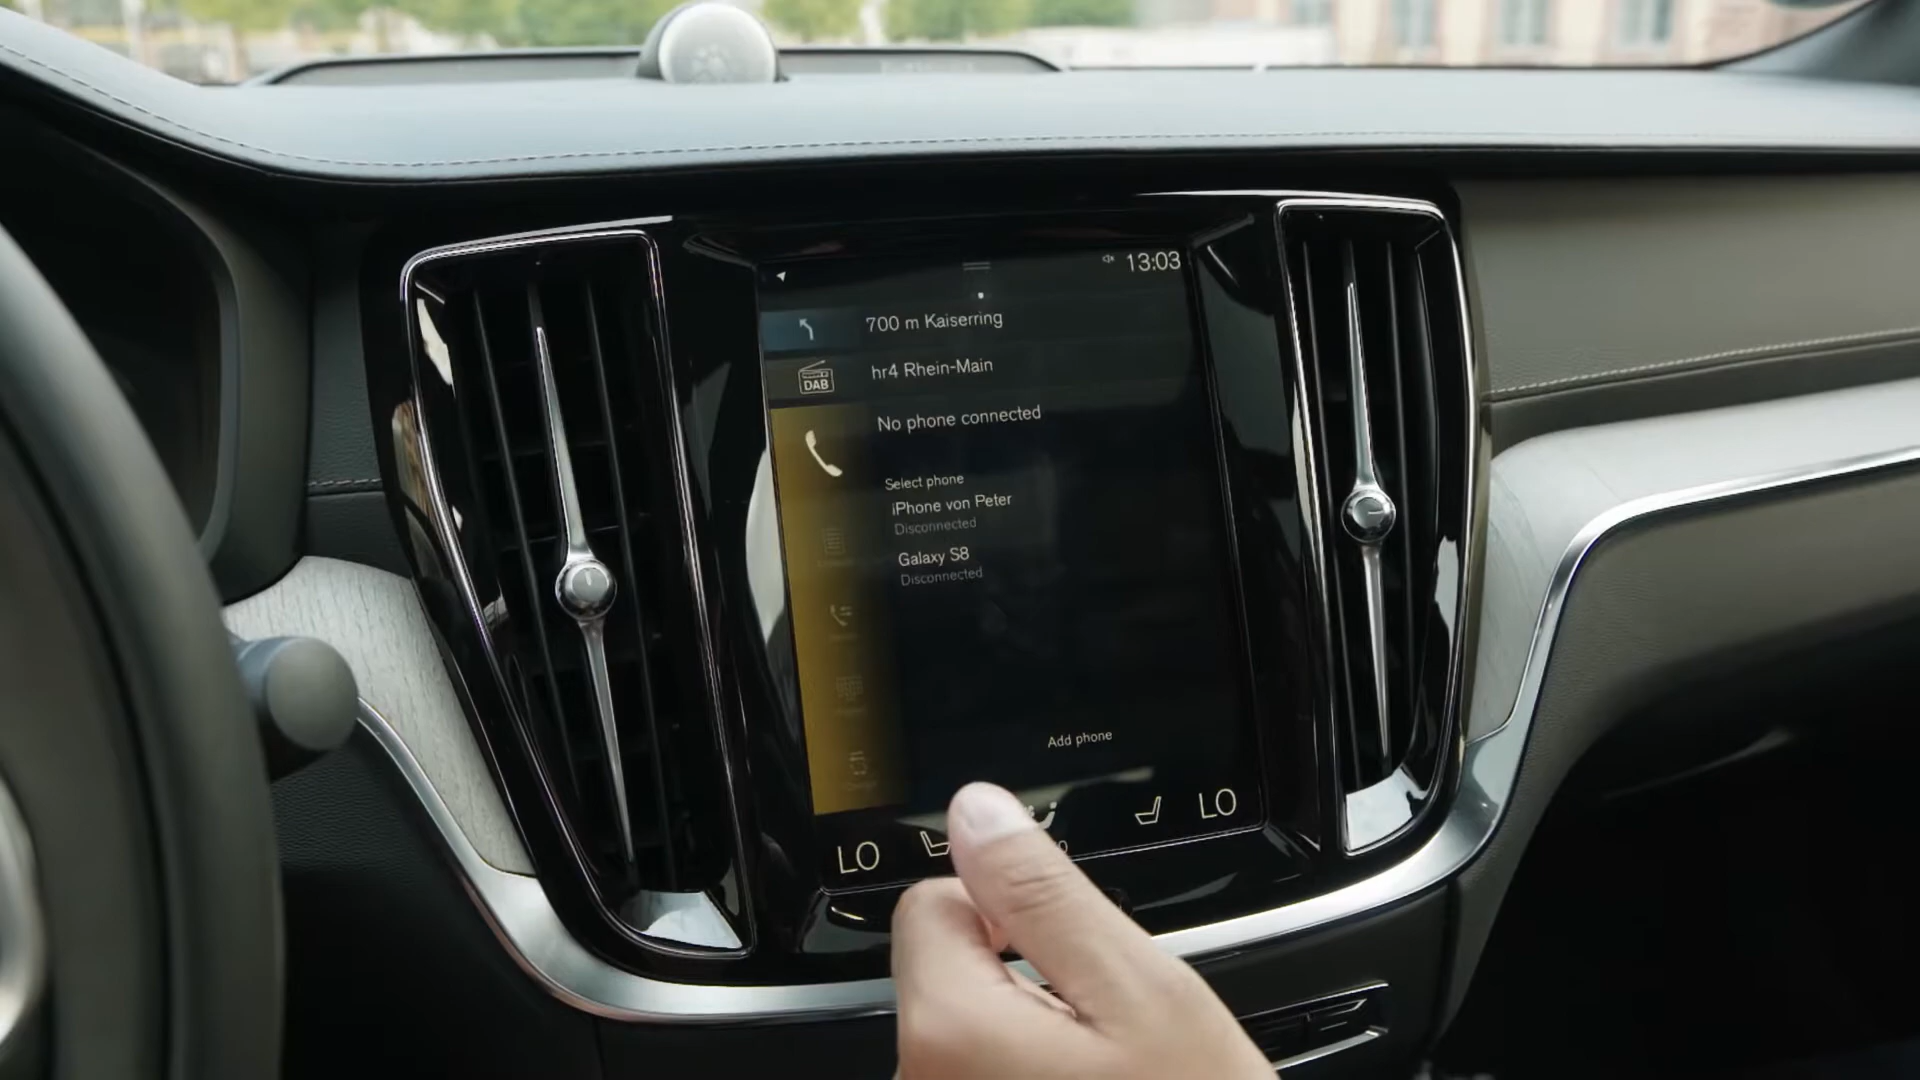 13:03
700 m Kaiserring
DAB
hr4 Rhein-Main
No phone connected
Select phone
iPhone von Peter
Disconnected
Galaxy S8
Disconnected
Add phone
LO
LO